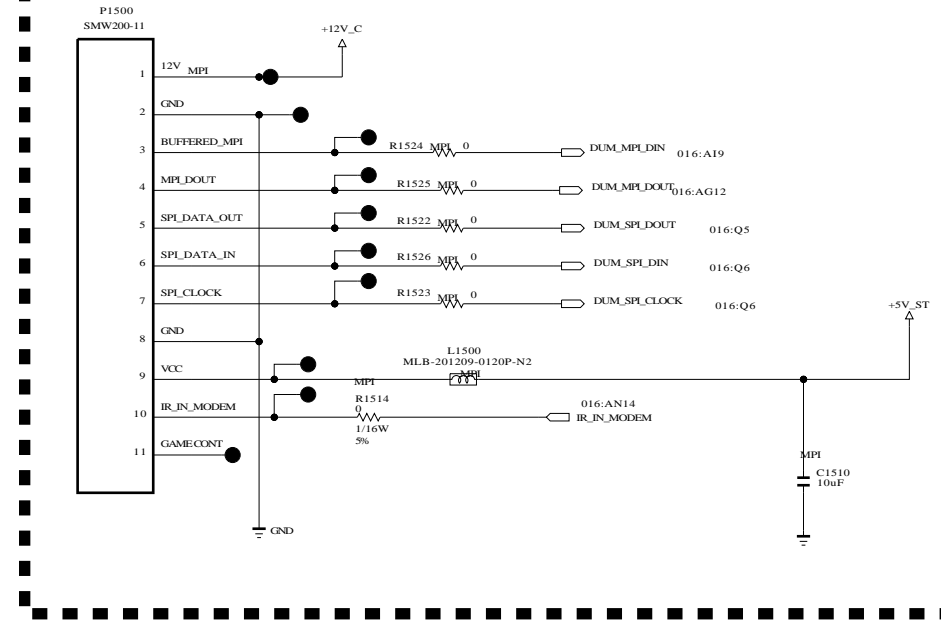 P1500
SMW200-11
+12V_C
1 12V MPI
2 GND
3 BUFFERED_MPI R1524 MPI 0 DUM_MPI_DIN 016:AI9
4 MPI_DOUT R1525 MPI 0 DUM_MPI_DOUT 016:AG12
5 SPI_DATA_OUT R1522 MPI 0 DUM_SPI_DOUT 016:Q5
6 SPI_DATA_IN R1526 MPI 0 DUM_SPI_DIN 016:Q6
7 SPI_CLOCK R1523 MPI 0 DUM_SPI_CLOCK 016:Q6
+5V_ST
8 GND
L1500
MLB-201209-0120P-N2
9 VCC MPI
MPI
R1514
10 IR_IN_MODEM 0 016:AN14
IR_IN_MODEM
1/16W
5%
11 GAMECONT
MPI
C1510
10uF
GND